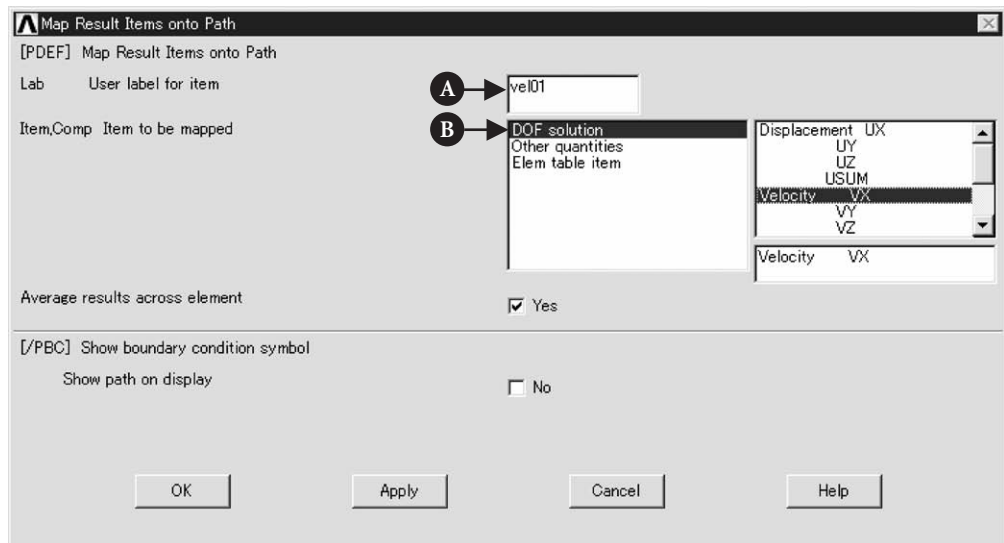 Map Result Items onto Path
[PDEF] Map Result Items onto Path
Lab User label for item
A
vel01
Item,Comp Item to be mapped
B
DOF solution
Other quantities
Elem table item
Displacement UX
UY
UZ
USUM
Velocity VX
VY
VZ
Velocity VX
Average results across element
Yes
[/PBC] Show boundary condition symbol
Show path on display
No
OK Apply Cancel Help